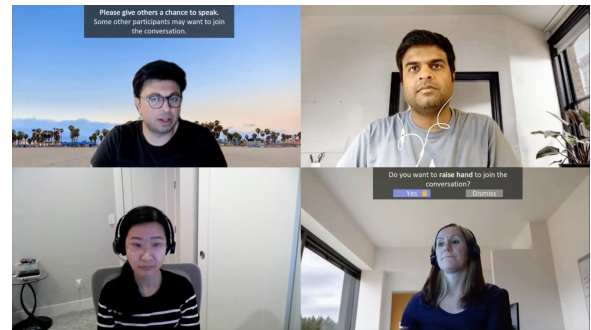 Please give others a chance to speak.
Some other participants may want to join
the conversation.
Do you want to raise hand to join the
conversation?
Yes
Dismiss